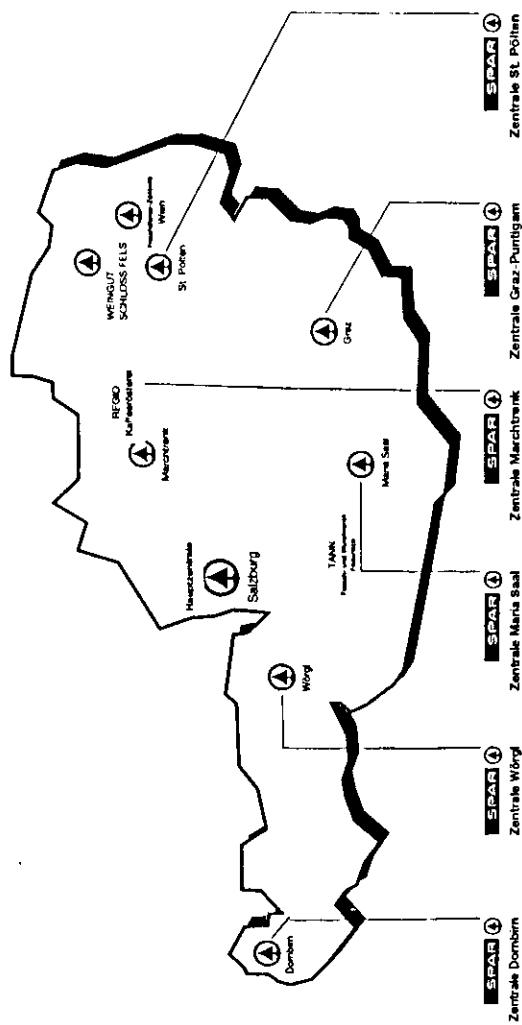 WEINGUT
SCHLOSS FELS
Wien
St. Pölten
REGIO
Kaffeerösterei
Marchtrenk
Hauptzentrale
Salzburg
Graz
Maria Saal
TANN
Wörgl
Dornbirn
SPAR
Zentrale Dornbirn
SPAR
Zentrale Wörgl
SPAR
Zentrale Maria Saal
SPAR
Zentrale Marchtrenk
SPAR
Zentrale Graz-Puntigam
SPAR
Zentrale St. Pölten